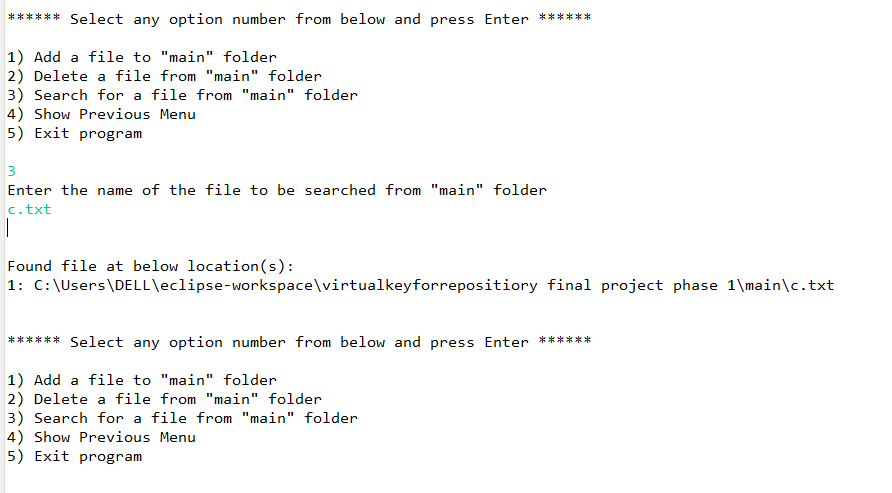 ****** Select any option number from below and press Enter ******
1) Add a file to "main" folder
2) Delete a file from "main" folder
3) Search for a file from "main" folder
4) Show Previous Menu
5) Exit program
3
Enter the name of the file to be searched from "main" folder
c.txt
Found file at below location(s):
1: C:\Users\DELL\eclipse-workspace\virtualkeyforrepositiory final project phase 1\main\c.txt
****** Select any option number from below and press Enter ******
1) Add a file to "main" folder
2) Delete a file from "main" folder
3) Search for a file from "main" folder
4) Show Previous Menu
5) Exit program